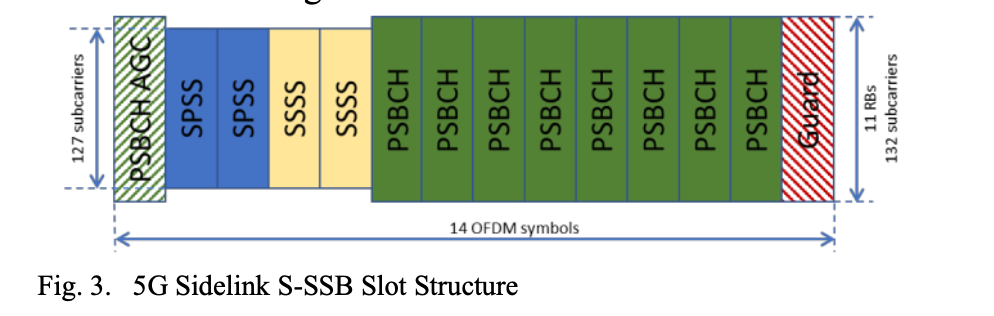 127 subcarriers
PSBCH AGC
SPSS
SPSS
SSSS
SSSS
PSBCH
PSBCH
PSBCH
PSBCH
PSBCH
PSBCH
PSBCH
PSBCH
Guard
11 RBs
132 subcarriers
14 OFDM symbols
Fig. 3. 5G Sidelink S-SSB Slot Structure